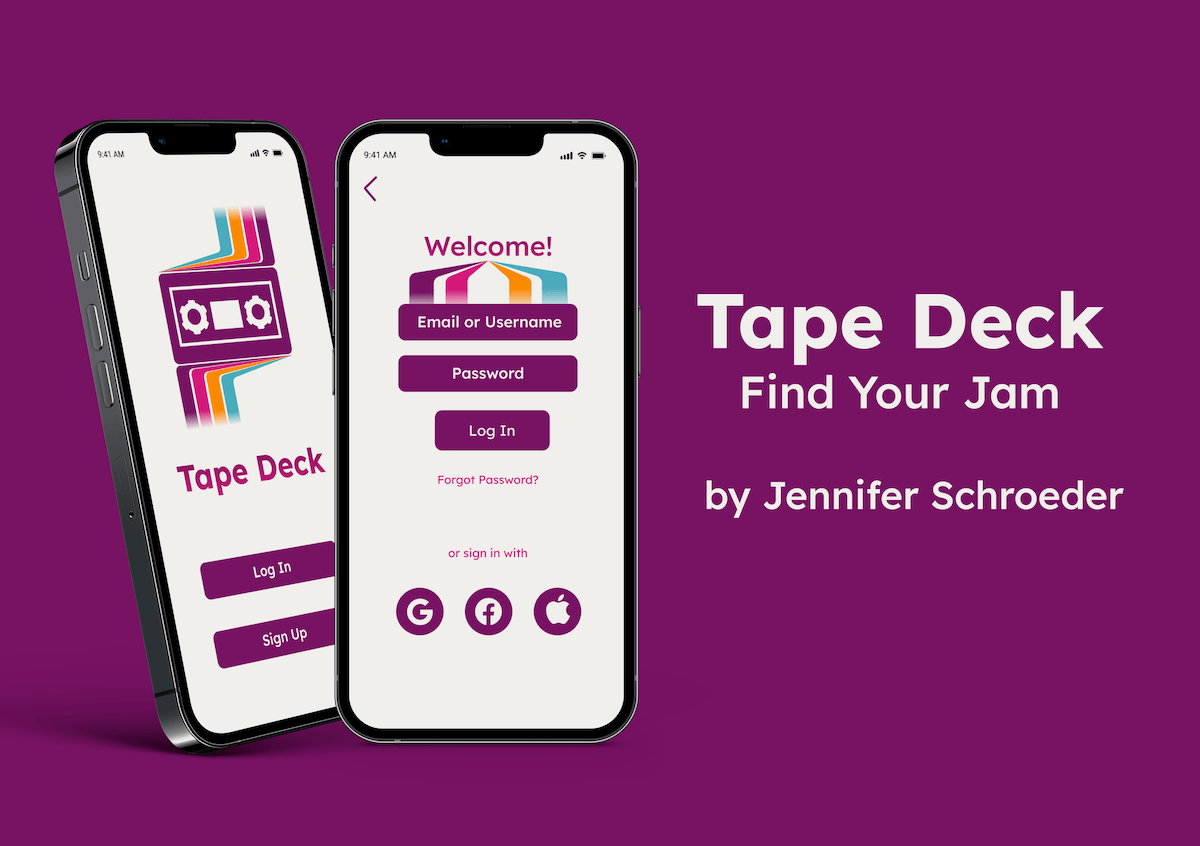 9:41 AM
Tape Deck
Log In
Sign Up
9:41 AM
Welcome!
Email or Username
Password
Log In
Forgot Password?
or sign in with
Tape Deck
Find Your Jam
by Jennifer Schroeder